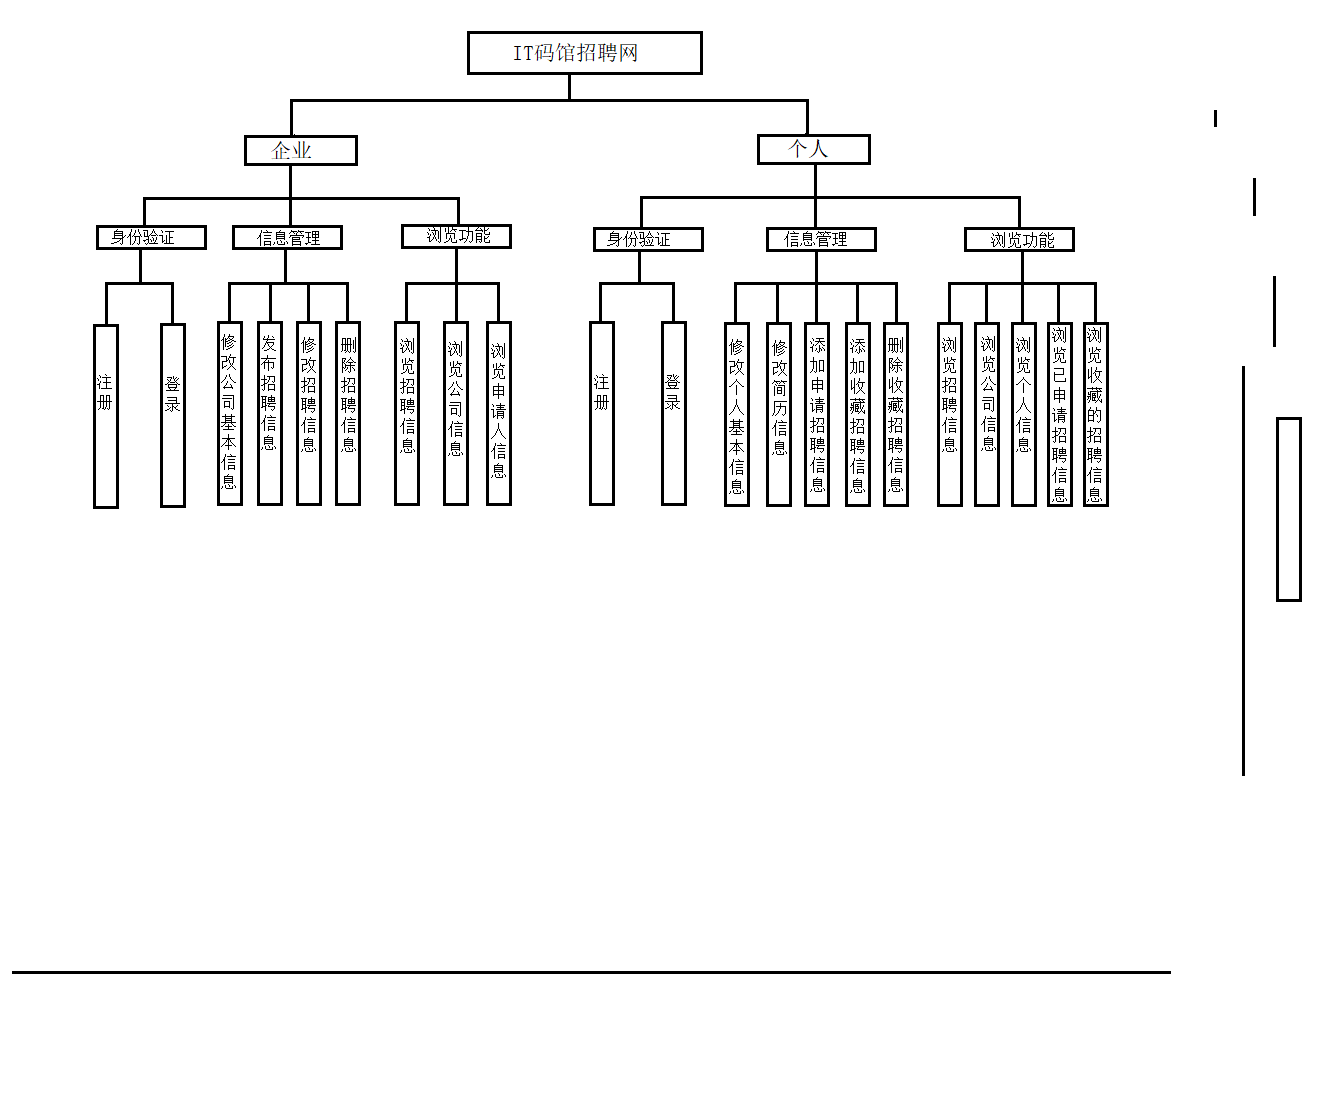 IT码馆招聘网
企业
个人
身份验证
信息管理
浏览功能
身份验证
信息管理
浏览功能
注册
登录
修改公司基本信息
发布招聘信息
修改招聘信息
删除招聘信息
浏览招聘信息
浏览公司信息
浏览申请人信息
注册
登录
修改个人基本信息
修改简历信息
添加申请招聘信息
添加收藏招聘信息
删除收藏招聘信息
浏览招聘信息
浏览公司信息
浏览个人信息
浏览已申请招聘信息
浏览收藏的招聘信息